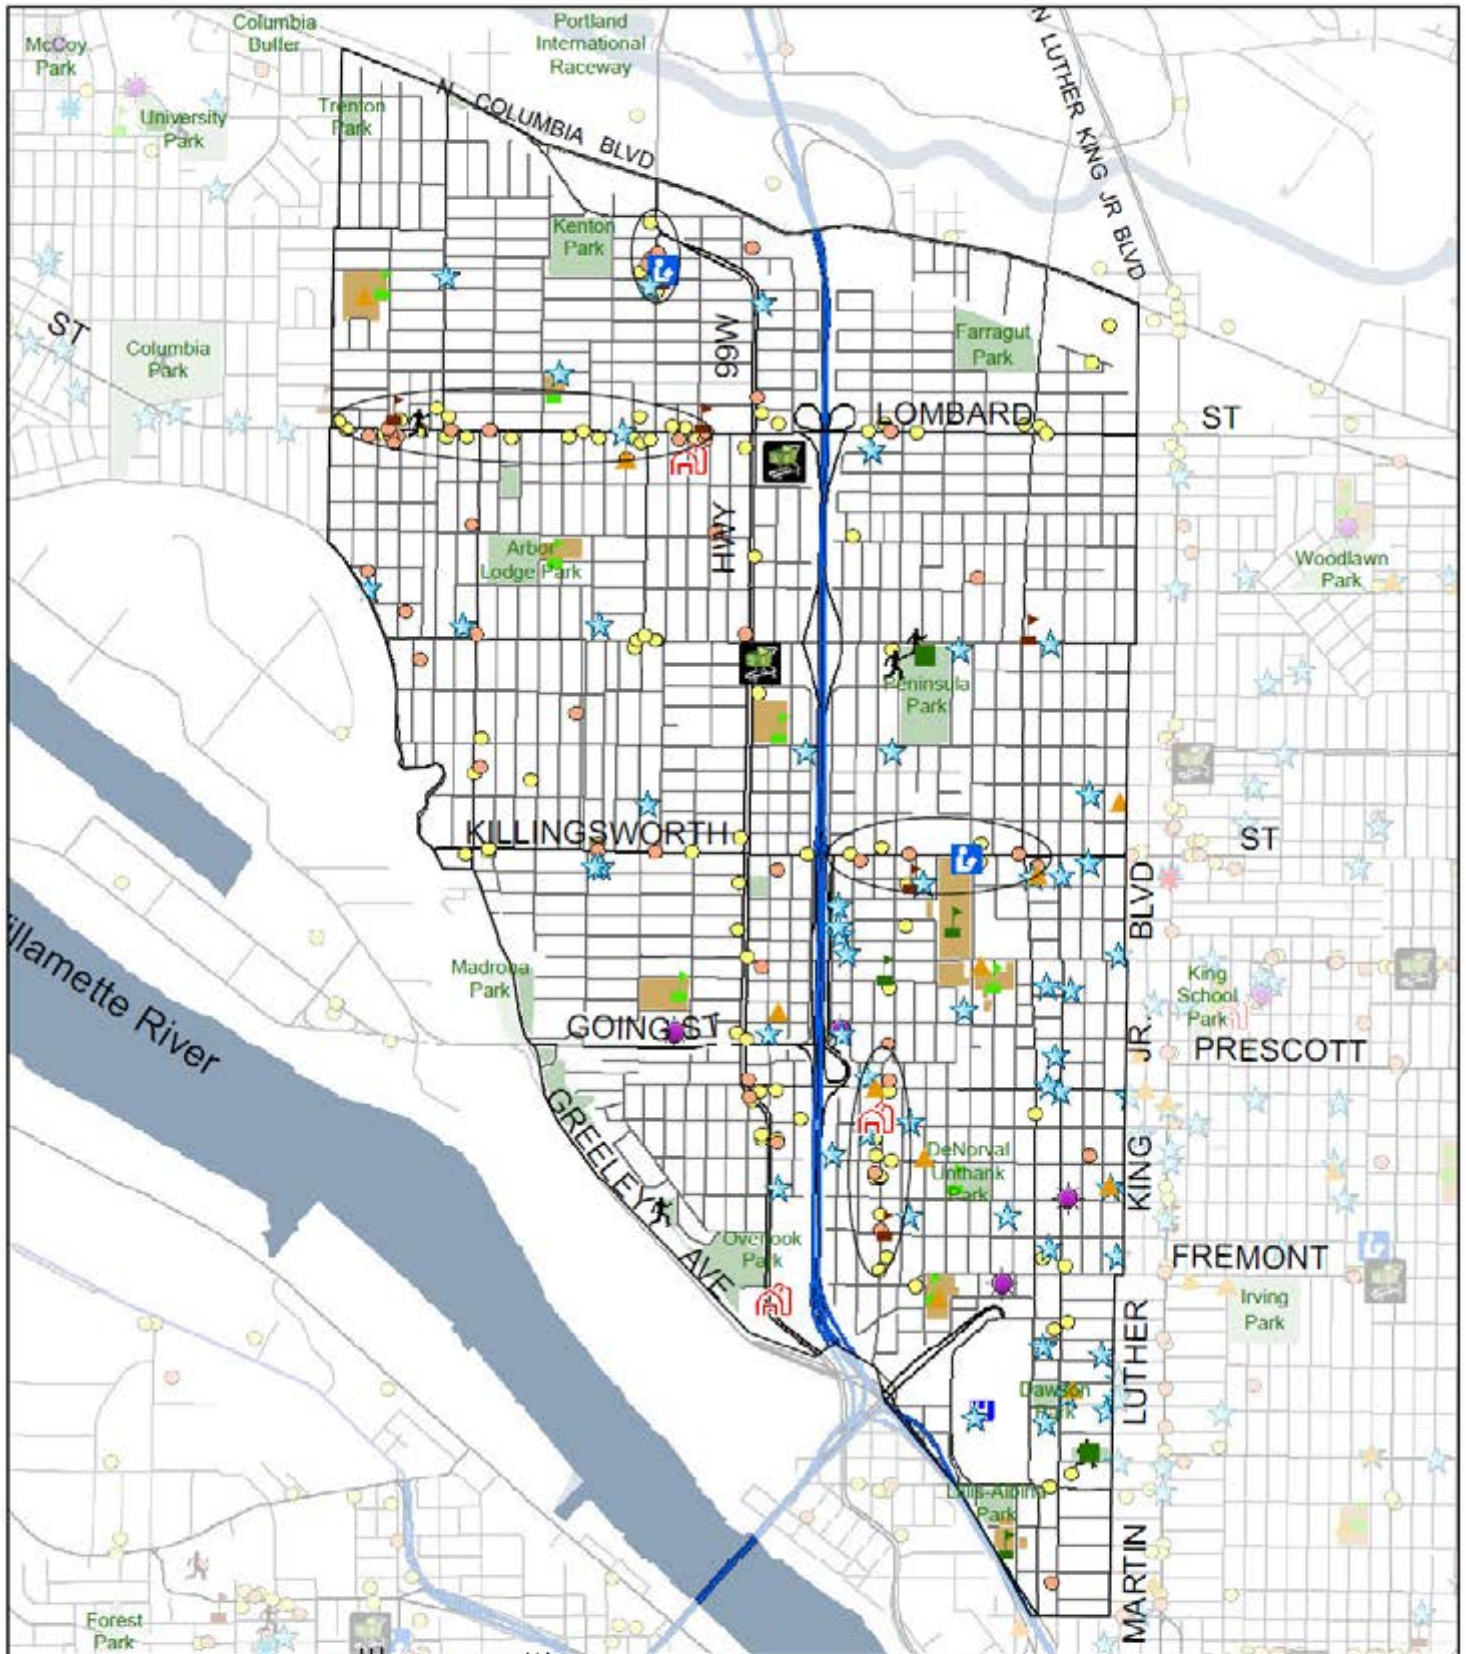 Columbia
Buffer
Portland
International
Raceway
McCoy
Park
University
Park
Trenton
Park
N COLUMBIA BLVD
N LUTHER KING JR BLVD
Kenton
Park
ST
Columbia
Park
99W
Farragut
Park
LOMBARD
ST
HWY
Arbor
Lodge Park
Woodlawn
Park
Peninsula
Park
KILLINGSWORTH
ST
BLVD
illamette River
Madrona
Park
King
School
Park
GOING ST
JR.
PRESCOTT
GREELEY AVE
DeNorval
Unthank
Park
KING
Overlook
Park
FREMONT
Irving
Park
LUTHER
Dawson
Park
Lillis-Albina
Park
MARTIN
Forest
Park